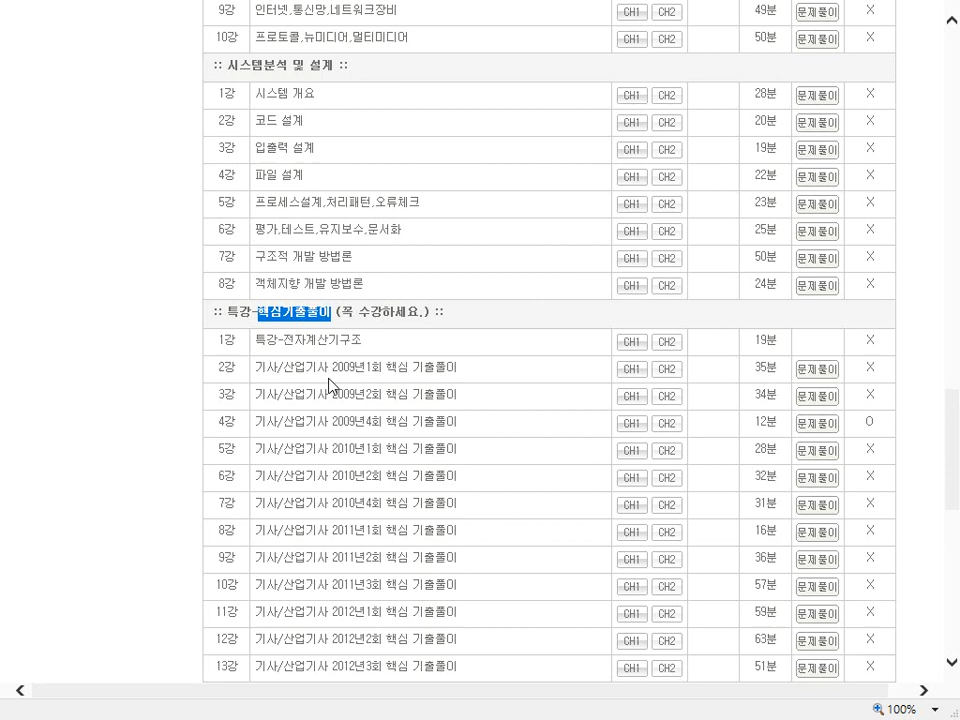 9강 인터넷,통신망,네트워크장비 CH1 CH2 49분 문제풀이 X
10강 프로토콜,뉴미디어,멀티미디어 CH1 CH2 50분 문제풀이 X
:: 시스템분석 및 설계 ::
1강 시스템 개요 CH1 CH2 28분 문제풀이 X
2강 코드 설계 CH1 CH2 20분 문제풀이 X
3강 입출력 설계 CH1 CH2 19분 문제풀이 X
4강 파일 설계 CH1 CH2 22분 문제풀이 X
5강 프로세스설계,처리패턴,오류체크 CH1 CH2 23분 문제풀이 X
6강 평가,테스트,유지보수,문서화 CH1 CH2 25분 문제풀이 X
7강 구조적 개발 방법론 CH1 CH2 50분 문제풀이 X
8강 객체지향 개발 방법론 CH1 CH2 24분 문제풀이 X
:: 특강-핵심기출풀이 (꼭 수강하세요.) ::
1강 특강-전자계산기구조 CH1 CH2 19분 X
2강 기사/산업기사 2009년1회 핵심 기출풀이 CH1 CH2 35분 문제풀이 X
3강 기사/산업기사 2009년2회 핵심 기출풀이 CH1 CH2 34분 문제풀이 X
4강 기사/산업기사 2009년4회 핵심 기출풀이 CH1 CH2 12분 문제풀이 O
5강 기사/산업기사 2010년1회 핵심 기출풀이 CH1 CH2 28분 문제풀이 X
6강 기사/산업기사 2010년2회 핵심 기출풀이 CH1 CH2 32분 문제풀이 X
7강 기사/산업기사 2010년4회 핵심 기출풀이 CH1 CH2 31분 문제풀이 X
8강 기사/산업기사 2011년1회 핵심 기출풀이 CH1 CH2 16분 문제풀이 X
9강 기사/산업기사 2011년2회 핵심 기출풀이 CH1 CH2 36분 문제풀이 X
10강 기사/산업기사 2011년3회 핵심 기출풀이 CH1 CH2 57분 문제풀이 X
11강 기사/산업기사 2012년1회 핵심 기출풀이 CH1 CH2 59분 문제풀이 X
12강 기사/산업기사 2012년2회 핵심 기출풀이 CH1 CH2 63분 문제풀이 X
13강 기사/산업기사 2012년3회 핵심 기출풀이 CH1 CH2 51분 문제풀이 X
100%